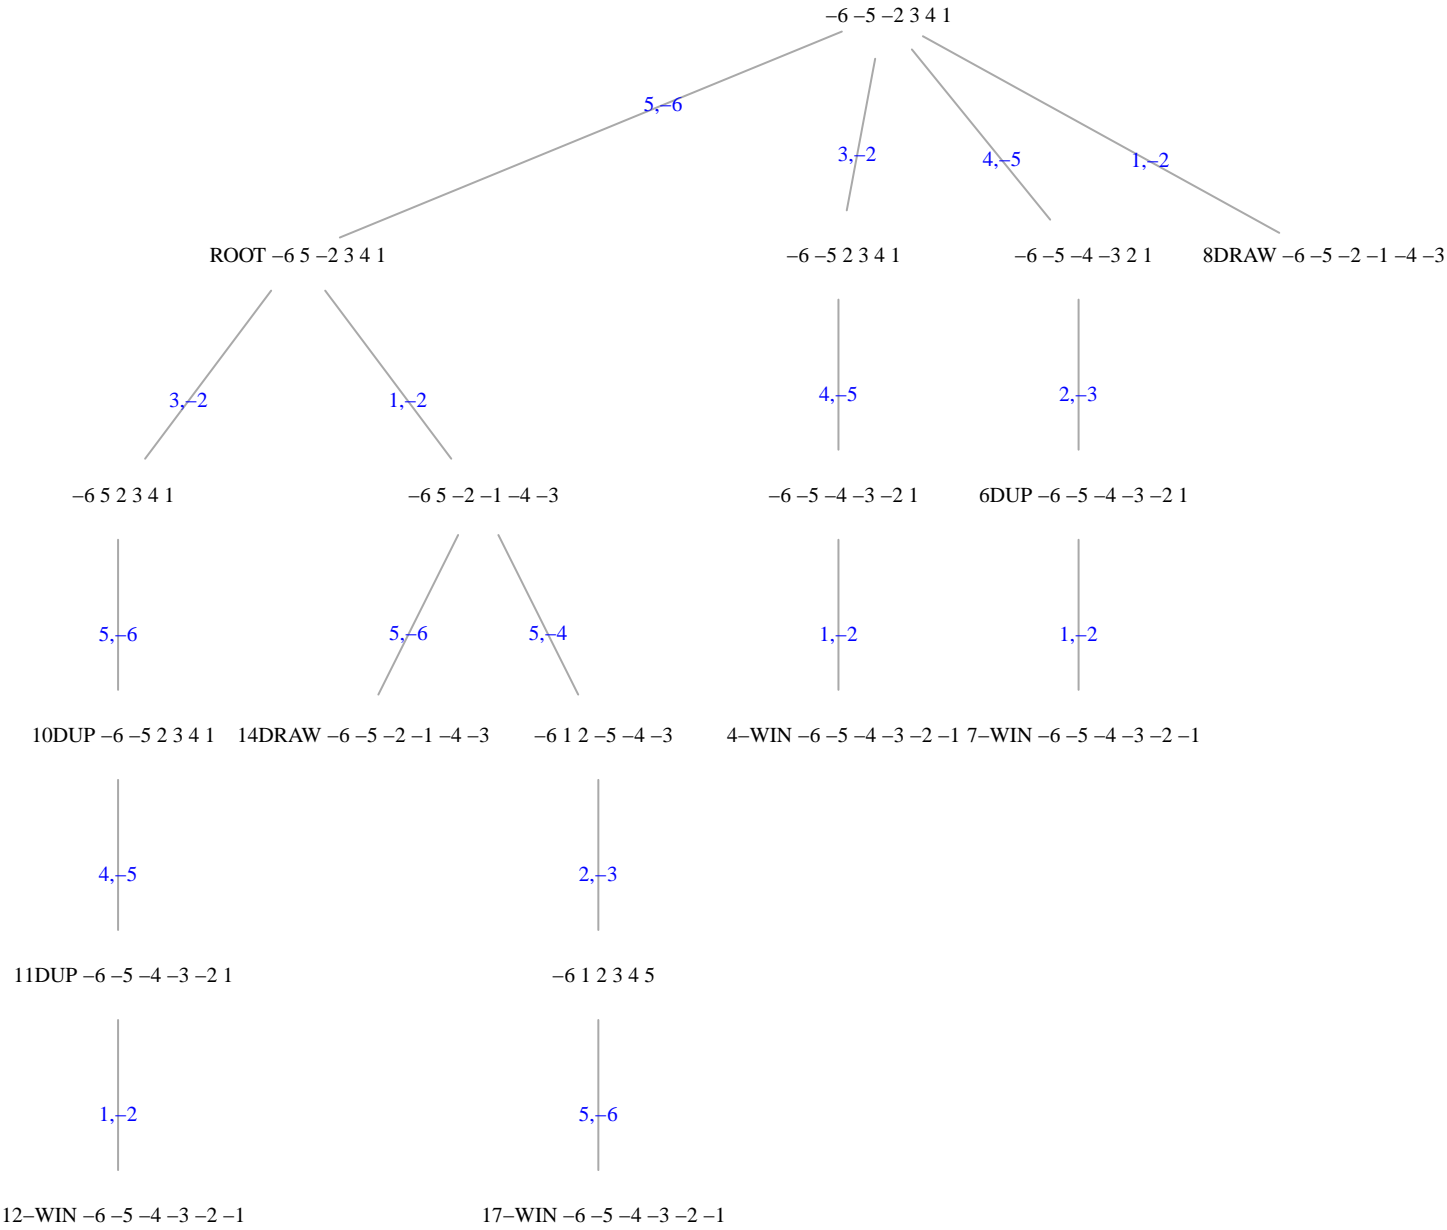 −6 −5 −2 3 4 1
5,−6
3,−2
4,−5
1,−2
ROOT −6 5 −2 3 4 1
−6 −5 2 3 4 1
−6 −5 −4 −3 2 1
8DRAW −6 −5 −2 −1 −4 −3
3,−2
1,−2
4,−5
2,−3
−6 5 2 3 4 1
−6 5 −2 −1 −4 −3
−6 −5 −4 −3 −2 1
6DUP −6 −5 −4 −3 −2 1
5,−6
5,−6
5,−4
1,−2
1,−2
10DUP −6 −5 2 3 4 1
14DRAW −6 −5 −2 −1 −4 −3
−6 1 2 −5 −4 −3
4−WIN −6 −5 −4 −3 −2 −1
7−WIN −6 −5 −4 −3 −2 −1
4,−5
2,−3
11DUP −6 −5 −4 −3 −2 1
−6 1 2 3 4 5
1,−2
5,−6
12−WIN −6 −5 −4 −3 −2 −1
17−WIN −6 −5 −4 −3 −2 −1